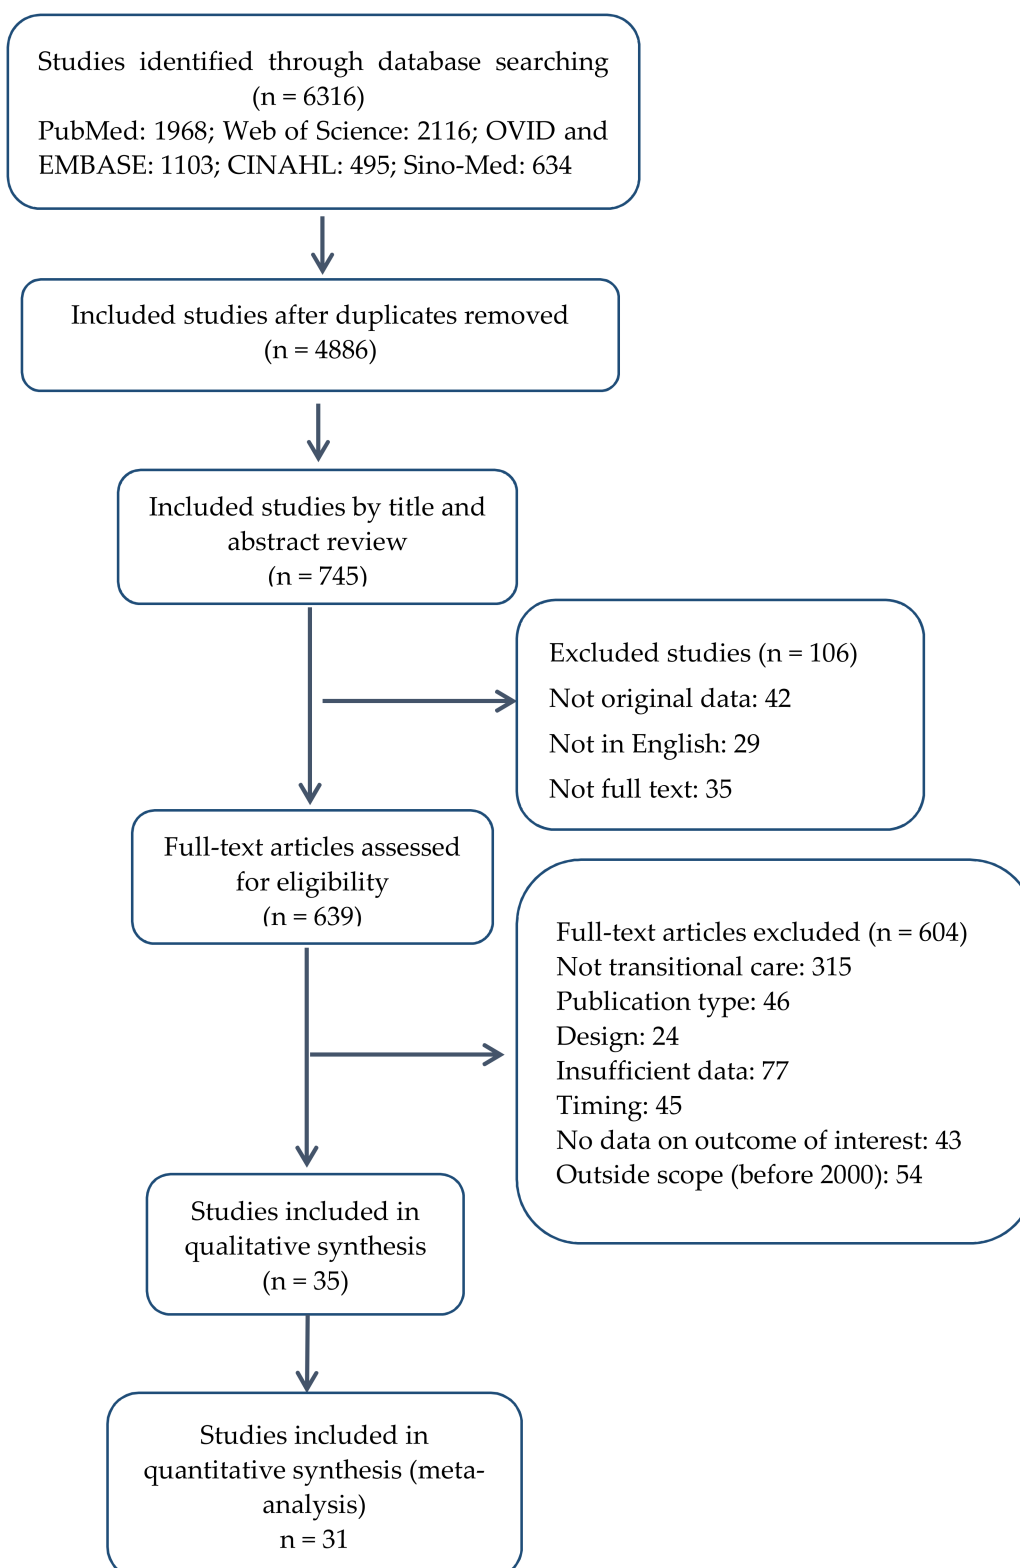 Studies identified through database searching
(n = 6316)
PubMed: 1968; Web of Science: 2116; OVID and
EMBASE: 1103; CINAHL: 495; Sino-Med: 634
Included studies after duplicates removed
(n = 4886)
Included studies by title and
abstract review
(n = 745)
Excluded studies (n = 106)
Not original data: 42
Not in English: 29
Not full text: 35
Full-text articles assessed
for eligibility
(n = 639)
Full-text articles excluded (n = 604)
Not transitional care: 315
Publication type: 46
Design: 24
Insufficient data: 77
Timing: 45
No data on outcome of interest: 43
Outside scope (before 2000): 54
Studies included in
qualitative synthesis
(n = 35)
Studies included in
quantitative synthesis (meta-
analysis)
n = 31